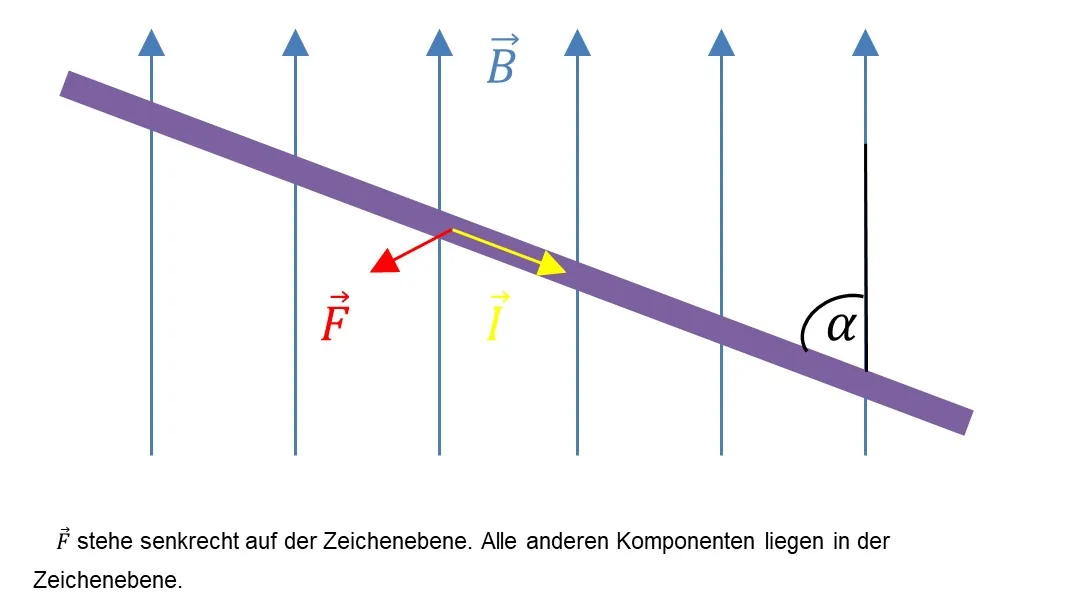 B⃗
F⃗
I⃗
α
F⃗ stehe senkrecht auf der Zeichenebene. Alle anderen Komponenten liegen in der
Zeichenebene.